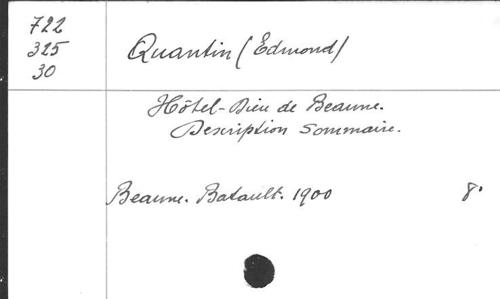 722
325
30
Quantin (Edmond)
Hôtel-Dieu de Beaune.
Description sommaire.
Beaune. Batault. 1900 8°